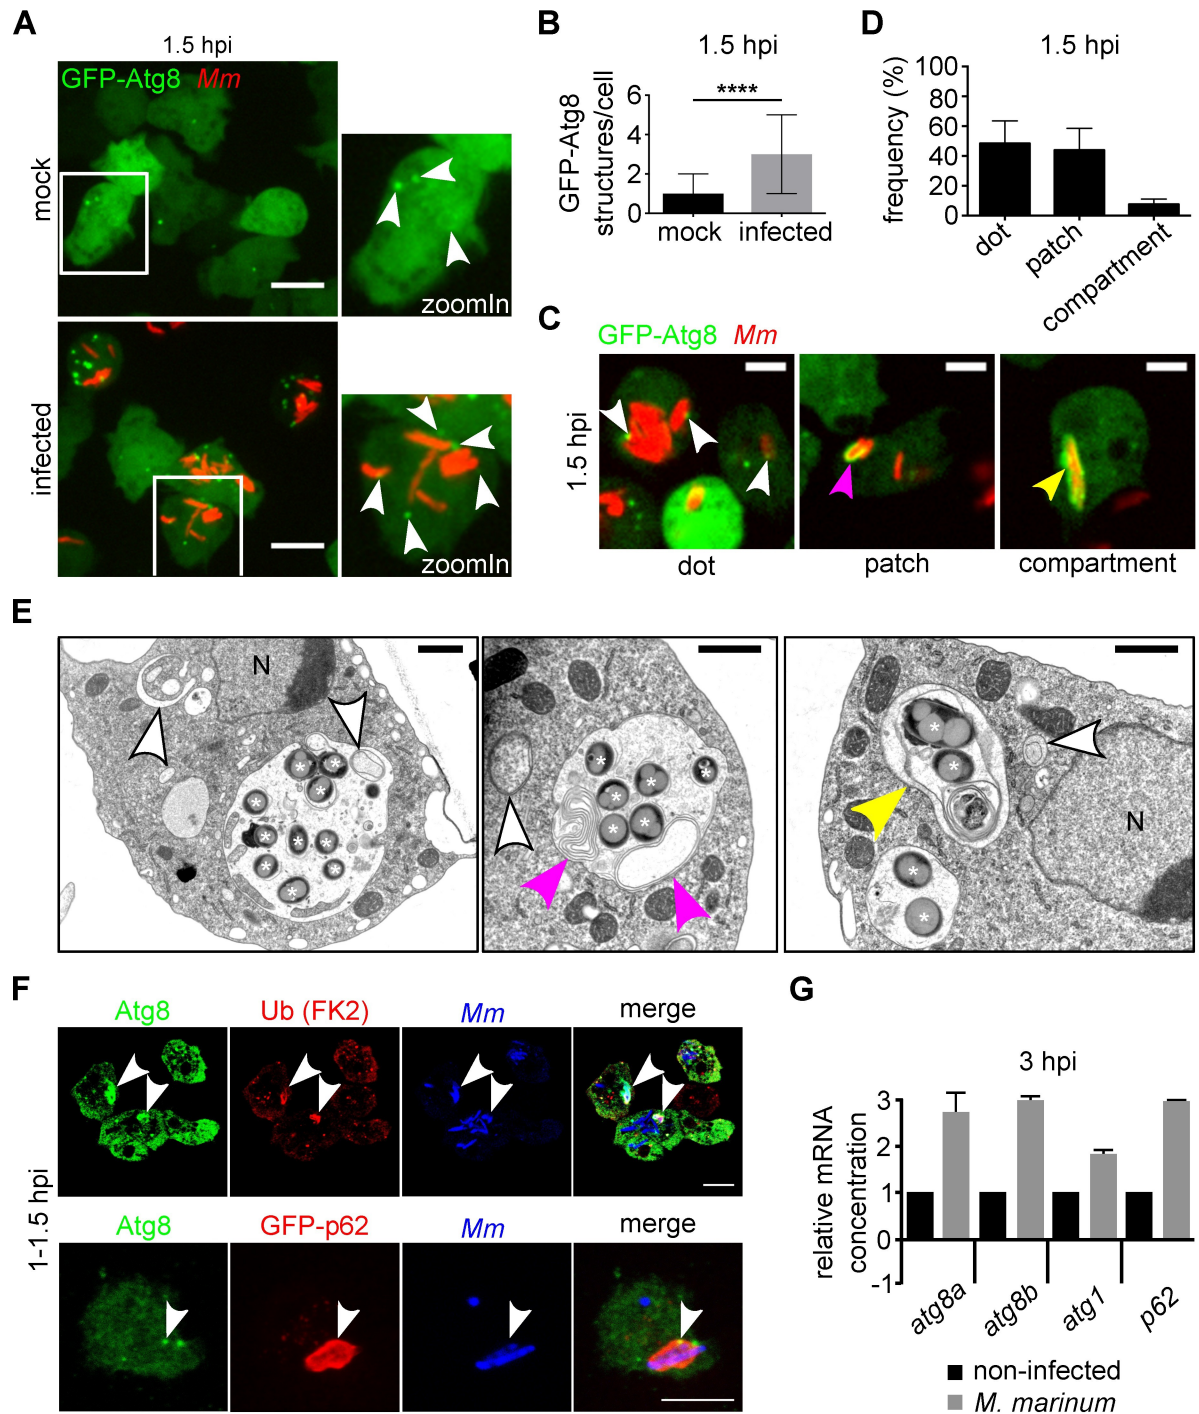 A
1.5 hpi
GFP-Atg8 Mm
mock
zoomIn
infected
zoomIn
B
1.5 hpi
****
GFP-Atg8
structures/cell
6
4
2
0
mock infected
D
1.5 hpi
frequency (%)
100
80
60
40
20
0
dot
patch
compartment
C
GFP-Atg8 Mm
1.5 hpi
dot patch compartment
E
N
* * * * * * * * * *
* * * * * *
N
* * * *
F
Atg8 Ub (FK2) Mm merge
1-1.5 hpi
Atg8 GFP-p62 Mm merge
G
3 hpi
relative mRNA
concentration
3
2
1
0
-1
atg8a atg8b atg1 p62
non-infected
M. marinum